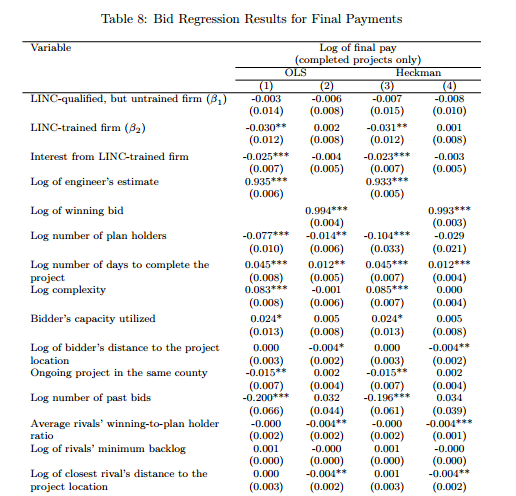 Table 8: Bid Regression Results for Final Payments
Variable Log of final pay
(completed projects only)
OLS Heckman
(1) (2) (3) (4)
LINC-qualified, but untrained firm (β₁) -0.003 -0.006 -0.007 -0.008
(0.014) (0.008) (0.015) (0.010)
LINC-trained firm (β₂) -0.030** 0.002 -0.031** 0.001
(0.012) (0.008) (0.012) (0.008)
Interest from LINC-trained firm -0.025*** -0.004 -0.023*** -0.003
(0.007) (0.005) (0.007) (0.005)
Log of engineer's estimate 0.935*** 0.933***
(0.006) (0.005)
Log of winning bid 0.994*** 0.993***
(0.004) (0.003)
Log number of plan holders -0.077*** -0.014** -0.104*** -0.029
(0.010) (0.006) (0.033) (0.021)
Log number of days to complete the 0.045*** 0.012** 0.045*** 0.012***
project (0.008) (0.005) (0.007) (0.004)
Log complexity 0.083*** -0.001 0.085*** 0.000
(0.008) (0.006) (0.007) (0.004)
Bidder's capacity utilized 0.024* 0.005 0.024* 0.005
(0.013) (0.008) (0.013) (0.008)
Log of bidder's distance to the project 0.000 -0.004* 0.000 -0.004**
location (0.003) (0.002) (0.003) (0.002)
Ongoing project in the same county -0.015** 0.002 -0.015** 0.002
(0.007) (0.004) (0.007) (0.004)
Log number of past bids -0.200*** 0.032 -0.196*** 0.034
(0.066) (0.044) (0.061) (0.039)
Average rivals' winning-to-plan holder -0.000 -0.004** -0.000 -0.004***
ratio (0.002) (0.002) (0.002) (0.001)
Log of rivals' minimum backlog 0.001 -0.000 0.001 -0.000
(0.000) (0.000) (0.000) (0.000)
Log of closest rival's distance to the 0.000 -0.004** 0.001 -0.004**
project location (0.003) (0.002) (0.003) (0.002)